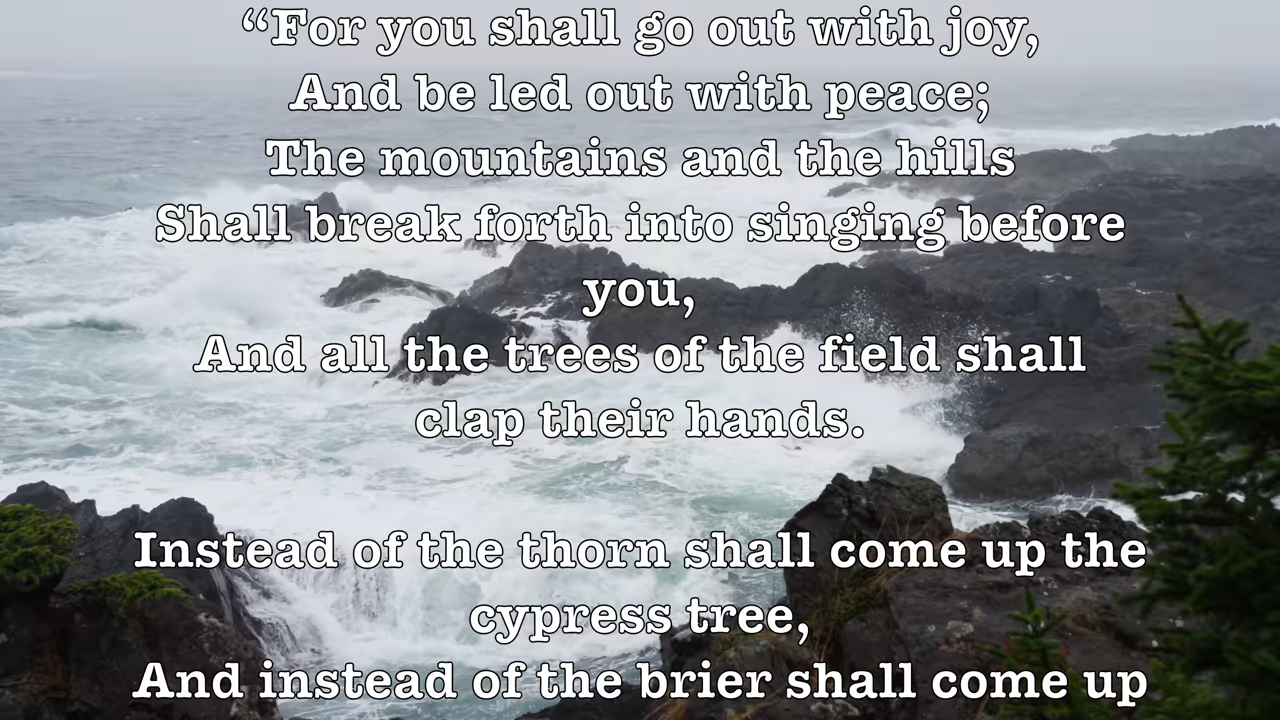 “For you shall go out with joy,
And be led out with peace;
The mountains and the hills
Shall break forth into singing before
you,
And all the trees of the field shall
clap their hands.
Instead of the thorn shall come up the
cypress tree,
And instead of the brier shall come up